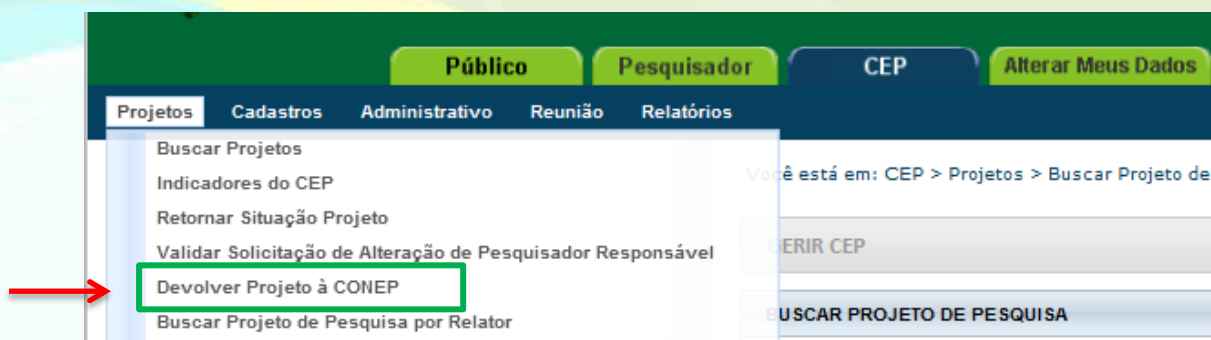 Público Pesquisador CEP Alterar Meus Dados
Projetos Cadastros Administrativo Reunião Relatórios
Buscar Projetos
Você está em: CEP > Projetos > Buscar Projeto de
Indicadores do CEP
Retornar Situação Projeto
GERIR CEP
Validar Solicitação de Alteração de Pesquisador Responsável
Devolver Projeto à CONEP
BUSCAR PROJETO DE PESQUISA
Buscar Projeto de Pesquisa por Relator